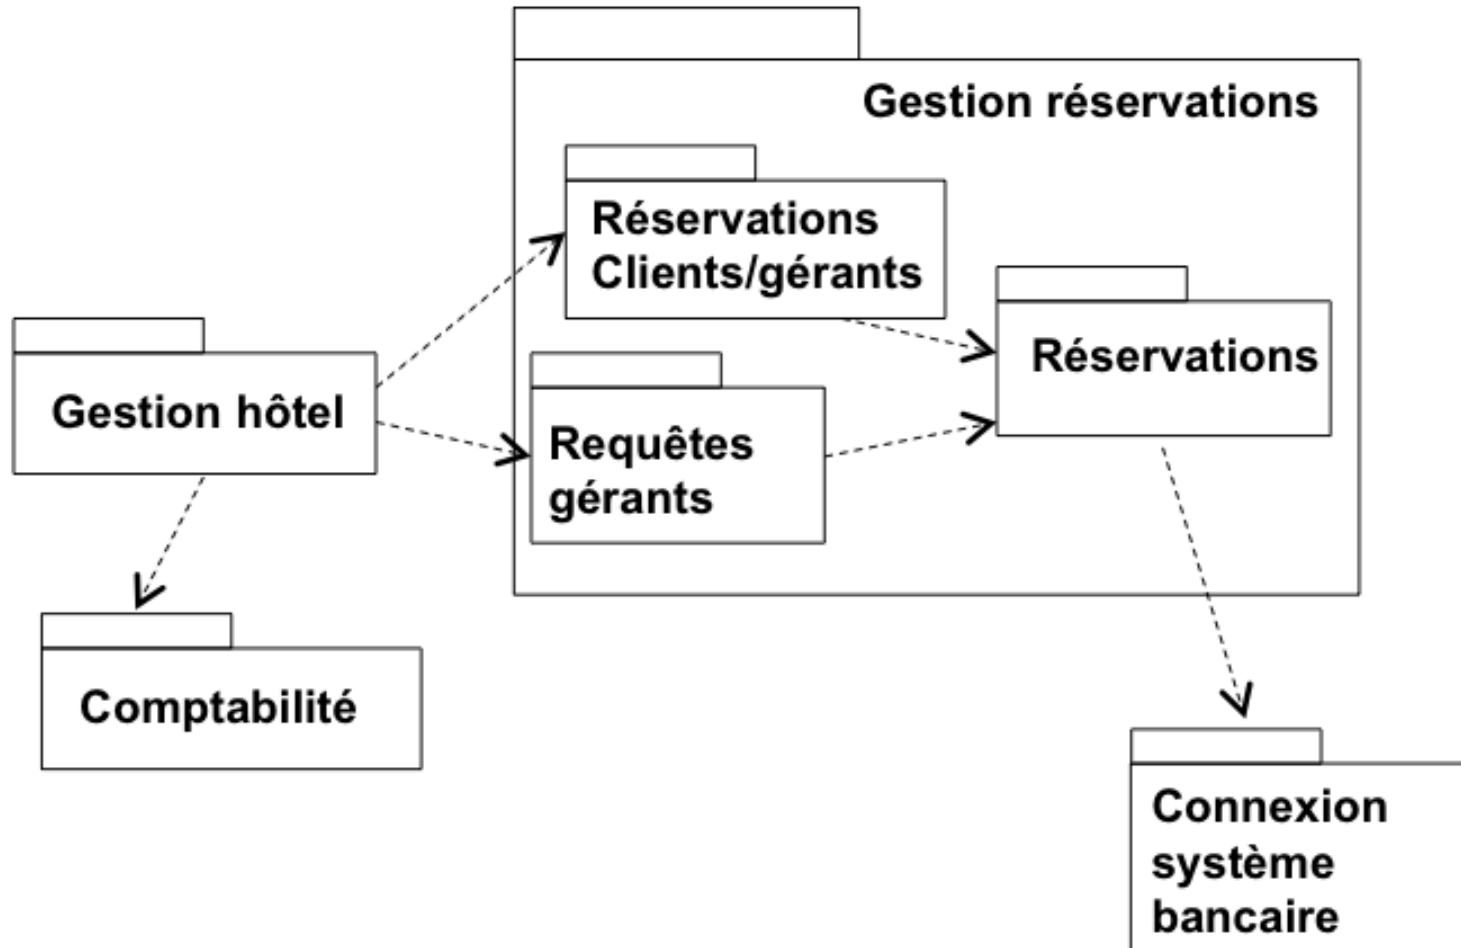 Gestion réservations
Réservations
Clients/gérants
Réservations
Gestion hôtel
Requêtes
gérants
Comptabilité
Connexion
système
bancaire